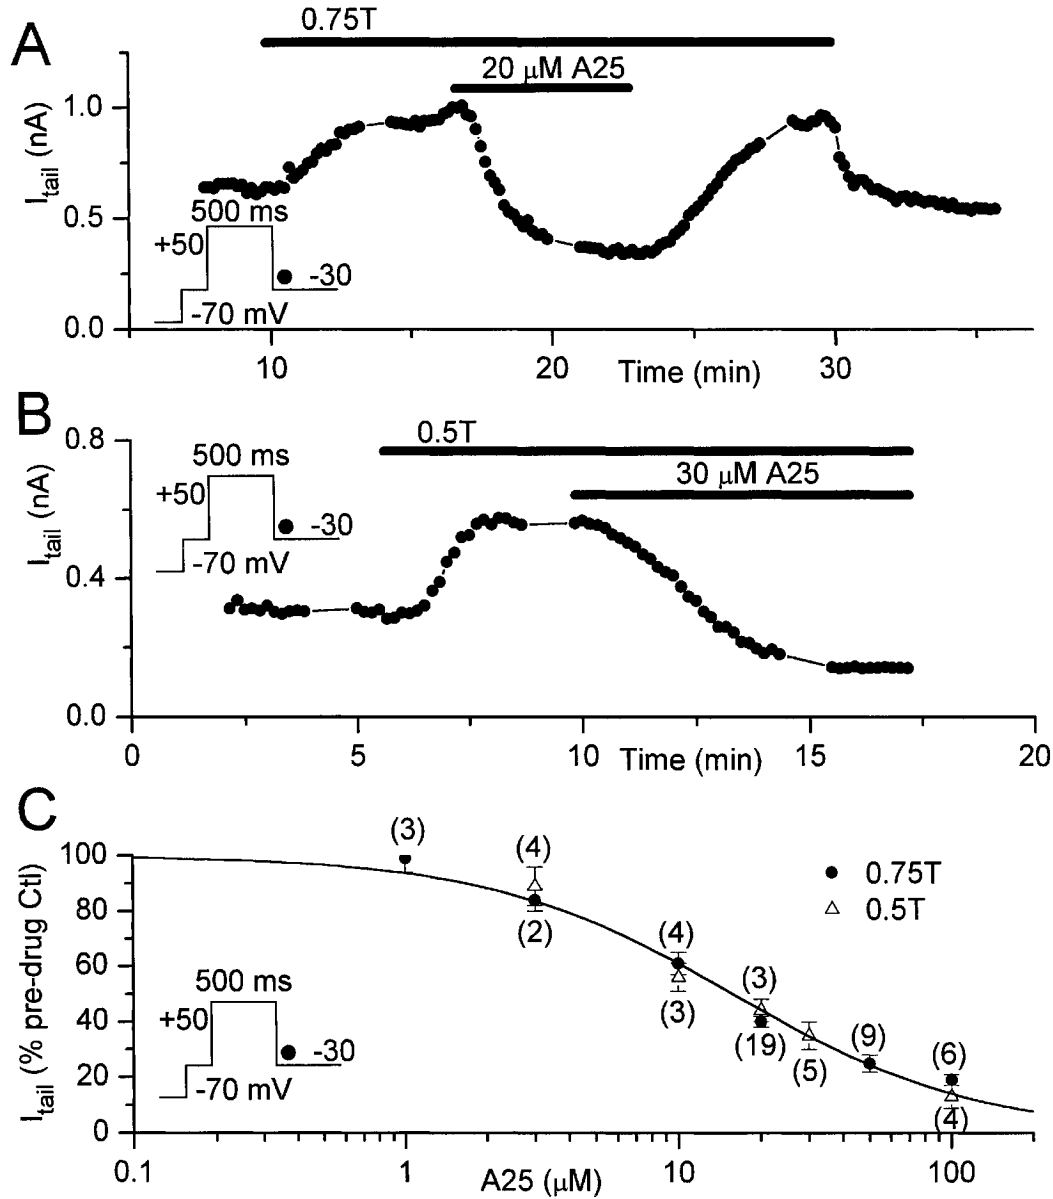 A
0.75T
20 μM A25
I_tail (nA)
1.0
0.5
0.0
500 ms
+50
-30
-70 mV
10
20
Time (min)
30
B
0.5T
30 μM A25
I_tail (nA)
0.8
0.4
0.0
500 ms
+50
-30
-70 mV
0
5
10
Time (min)
15
20
C
I_tail (% pre-drug Ctl)
100
80
60
40
20
0
(3)
(4)
(2)
(4)
(3)
(3)
(19)
(5)
(9)
(6)
(4)
0.75T
0.5T
500 ms
+50
-30
-70 mV
0.1
1
10
100
A25 (μM)